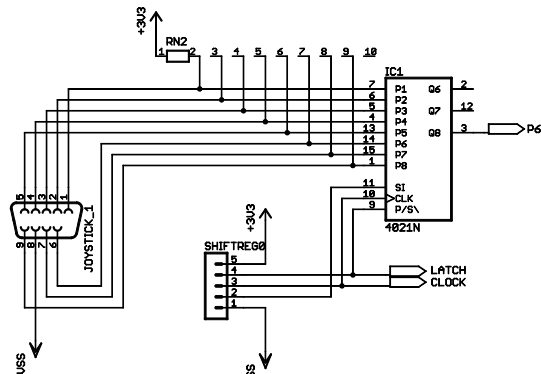 +3V3
RN2
1 2 3 4 5 6 7 8 9 10
IC1
7 P1 Q6 2
6 P2
5 P3 Q7 12
4 P4
13 P5 Q8 3 P6
14 P6
15 P7
1 P8
11 SI
10 CLK
9 P/S\
4021N
5 4 3 2 1
JOYSTICK_1
9 8 7 6
VSS
+3V3
SHIFTREG0
5
4 LATCH
3 CLOCK
2
1
SS